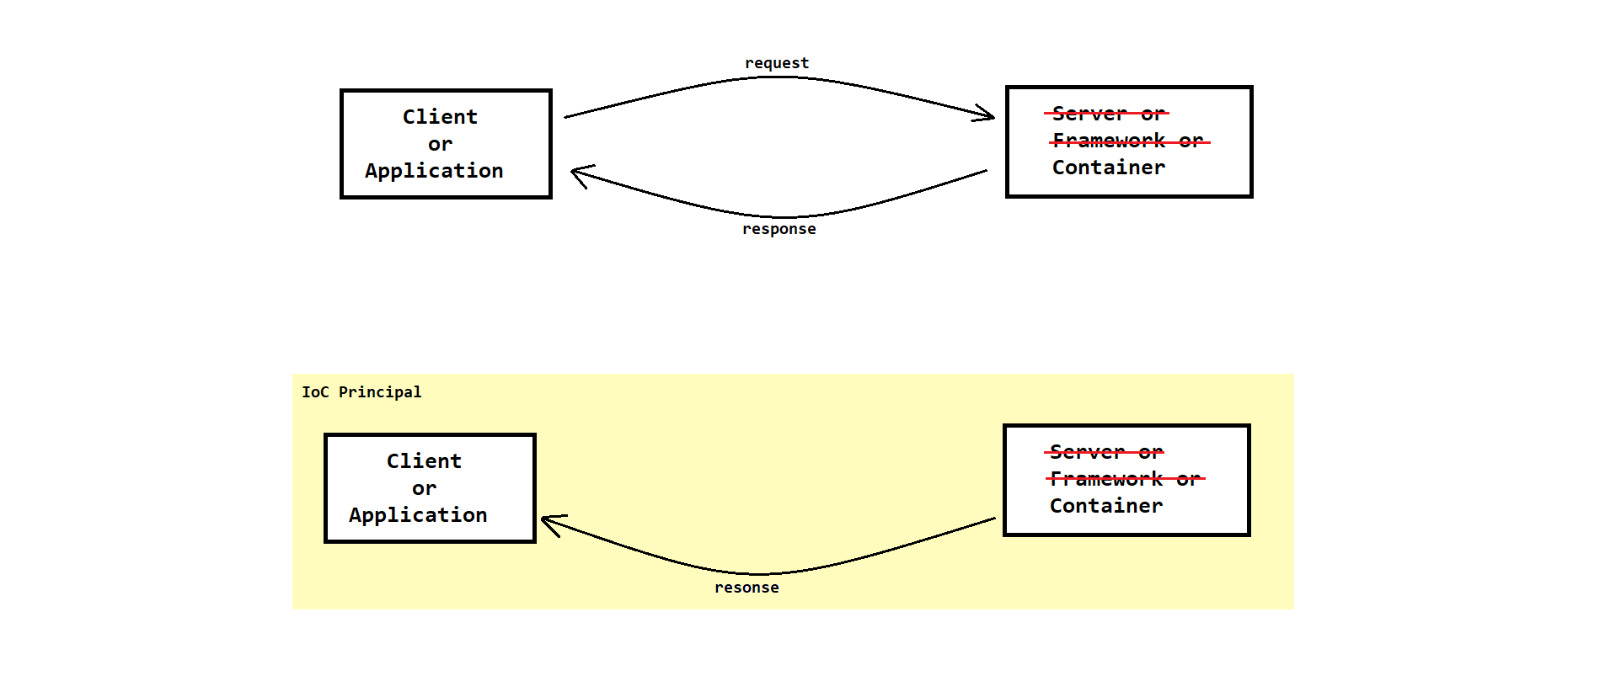 request
Client
or
Application
Server or
Framework or
Container
response
IoC Principal
Client
or
Application
Server or
Framework or
Container
resonse